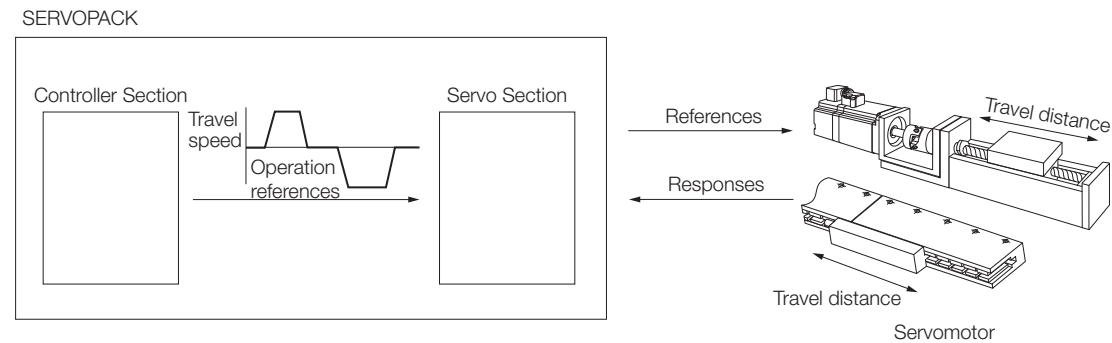 SERVOPACK
Controller Section
Servo Section
Travel
speed
Operation
references
References
Responses
Travel distance
Travel distance
Servomotor